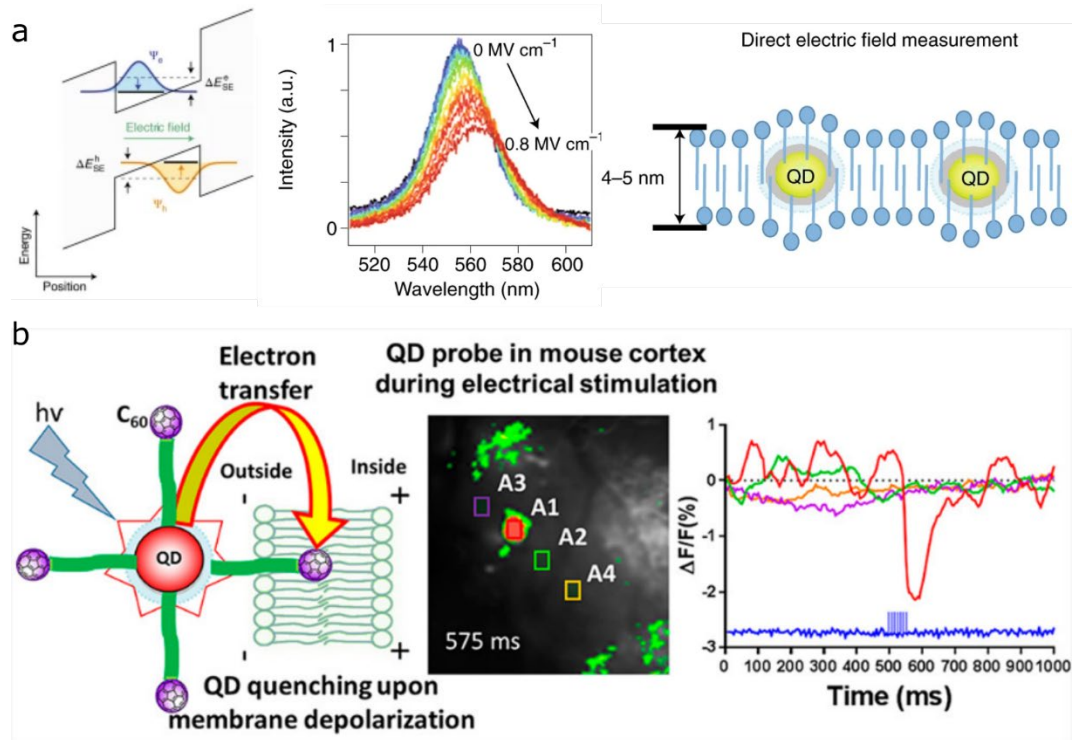 a
Ψe
ΔE^e_SE
Electric field
ΔE^h_SE
Ψh
Energy
Position
Intensity (a.u.)
1
0
0 MV cm⁻¹
0.8 MV cm⁻¹
520 540 560 580 600
Wavelength (nm)
Direct electric field measurement
4–5 nm
QD
QD
b
hν
C60
Electron
transfer
Outside
Inside
-
+
QD
-
+
QD quenching upon
membrane depolarization
QD probe in mouse cortex
during electrical stimulation
A3
A1
A2
A4
575 ms
ΔF/F(%)
1
0
-1
-2
-3
0 100 200 300 400 500 600 700 800 900 1000
Time (ms)